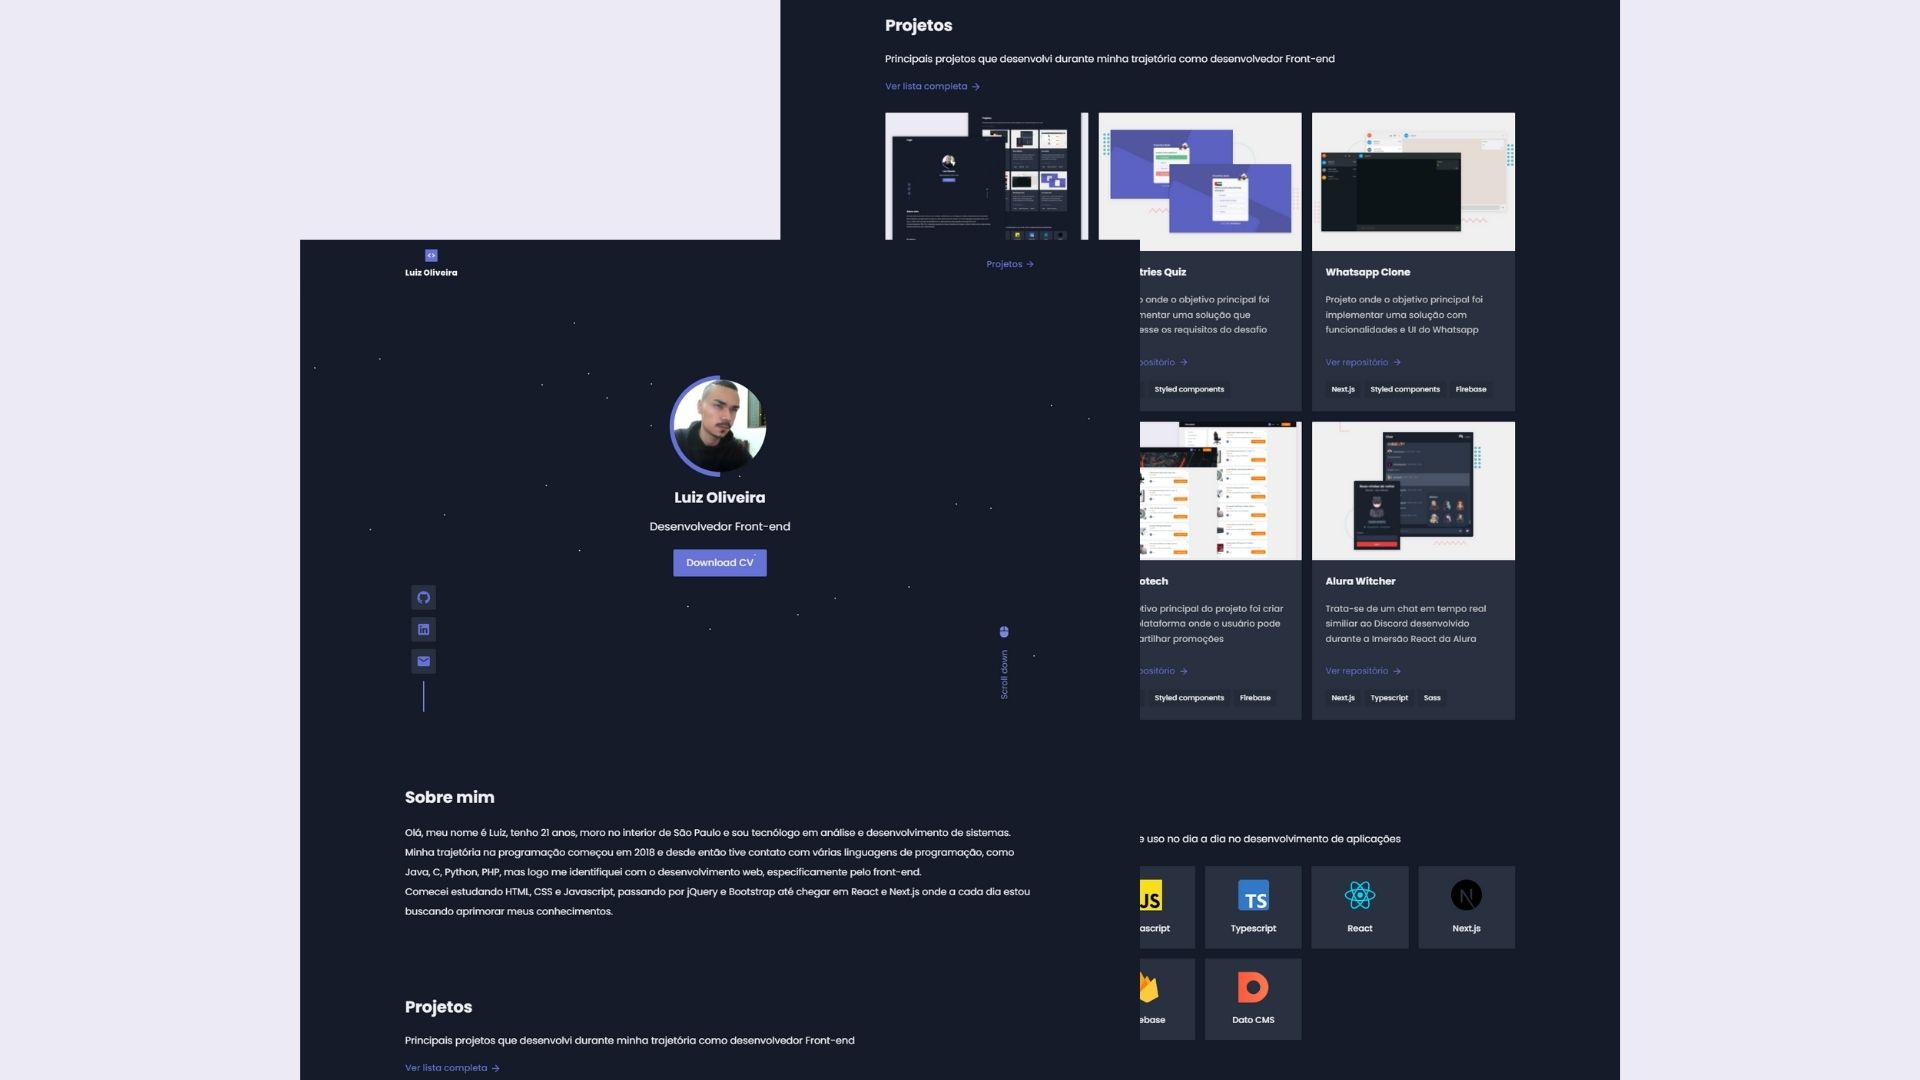 Projetos
Principais projetos que desenvolvi durante minha trajetória como desenvolvedor Front-end
Ver lista completa →
tries Quiz
onde o objetivo principal foi
mentar uma solução que
esse os requisitos do desafio
positório →
Styled components
Whatsapp Clone
Projeto onde o objetivo principal foi
implementar uma solução com
funcionalidades e UI do Whatsapp
Ver repositório →
Next.js
Styled components
Firebase
otech
tivo principal do projeto foi criar
plataforma onde o usuário pode
artilhar promoções
positório →
Styled components
Firebase
Alura Witcher
Trata-se de um chat em tempo real
similiar ao Discord desenvolvido
durante a Imersão React da Alura
Ver repositório →
Next.js
Typescript
Sass
e uso no dia a dia no desenvolvimento de aplicações
JS
ascript
TS
Typescript
React
N
Next.js
ebase
Dato CMS
Luiz Oliveira
Projetos →
Luiz Oliveira
Desenvolvedor Front-end
Download CV
in
Scroll down
Sobre mim
Olá, meu nome é Luiz, tenho 21 anos, moro no interior de São Paulo e sou tecnólogo em análise e desenvolvimento de sistemas.
Minha trajetória na programação começou em 2018 e desde então tive contato com várias linguagens de programação, como
Java, C, Python, PHP, mas logo me identifiquei com o desenvolvimento web, especificamente pelo front-end.
Comecei estudando HTML, CSS e Javascript, passando por jQuery e Bootstrap até chegar em React e Next.js onde a cada dia estou
buscando aprimorar meus conhecimentos.
Projetos
Principais projetos que desenvolvi durante minha trajetória como desenvolvedor Front-end
Ver lista completa →